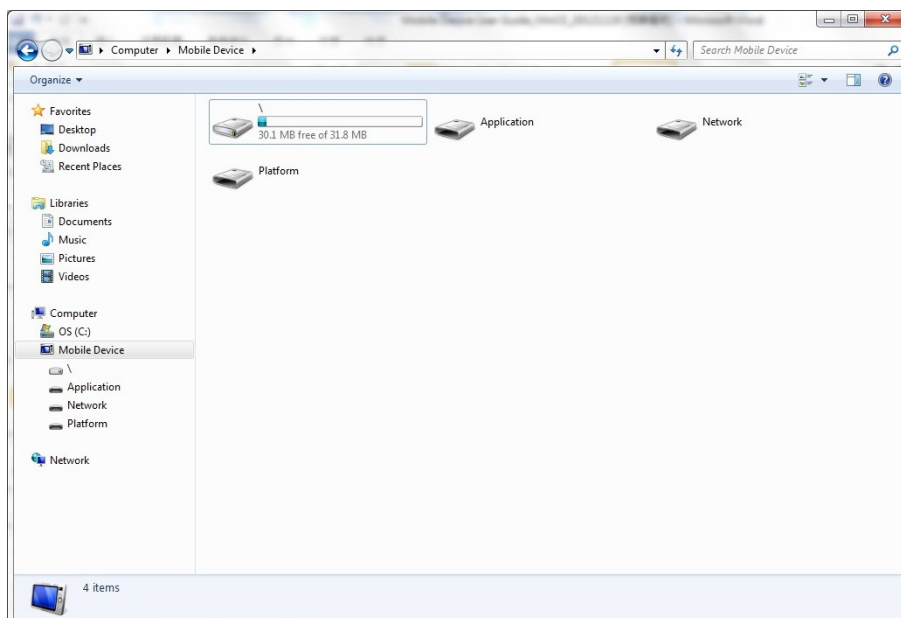 Computer ▸ Mobile Device ▸
Search Mobile Device
Organize
Favorites
Desktop
Downloads
Recent Places
Libraries
Documents
Music
Pictures
Videos
Computer
OS (C:)
Mobile Device
\
Application
Network
Platform
Network
\
30.1 MB free of 31.8 MB
Application
Network
Platform
4 items